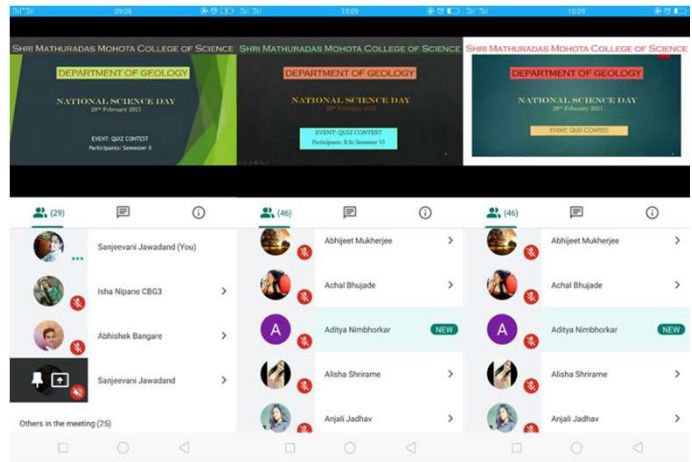 09:08
SHRI MATHURADAS MOHOTA COLLEGE OF SCIENCE
DEPARTMENT OF GEOLOGY
NATIONAL SCIENCE DAY
28th February 2021
EVENT: QUIZ CONTEST
Participants: Semester II
(29)
Sanjeevani Jawadand (You)
Isha Nipane CBG3
Abhishek Bangare
Sanjeevani Jawadand
Others in the meeting (25)
10:09
SHRI MATHURADAS MOHOTA COLLEGE OF SCIENCE
DEPARTMENT OF GEOLOGY
NATIONAL SCIENCE DAY
28th February 2021
EVENT: QUIZ CONTEST
Participants: B.Sc Semester VI
(46)
Abhijeet Mukherjee
Achal Bhujade
A
Aditya Nimbhorkar
NEW
Alisha Shrirame
Anjali Jadhav
10:09
SHRI MATHURADAS MOHOTA COLLEGE OF SCIENCE
DEPARTMENT OF GEOLOGY
NATIONAL SCIENCE DAY
28th February 2021
EVENT: QUIZ CONTEST
(46)
Abhijeet Mukherjee
Achal Bhujade
A
Aditya Nimbhorkar
NEW
Alisha Shrirame
Anjali Jadhav